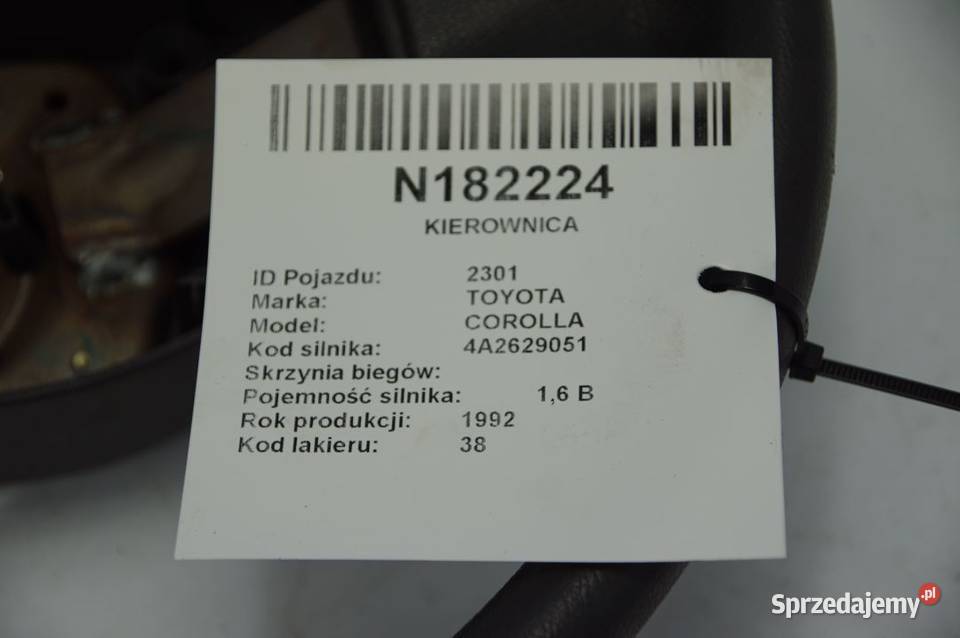 N182224
KIEROWNICA
ID Pojazdu: 2301
Marka: TOYOTA
Model: COROLLA
Kod silnika: 4A2629051
Skrzynia biegów:
Pojemność silnika: 1,6 B
Rok produkcji: 1992
Kod lakieru: 38
Sprzedajemy.pl